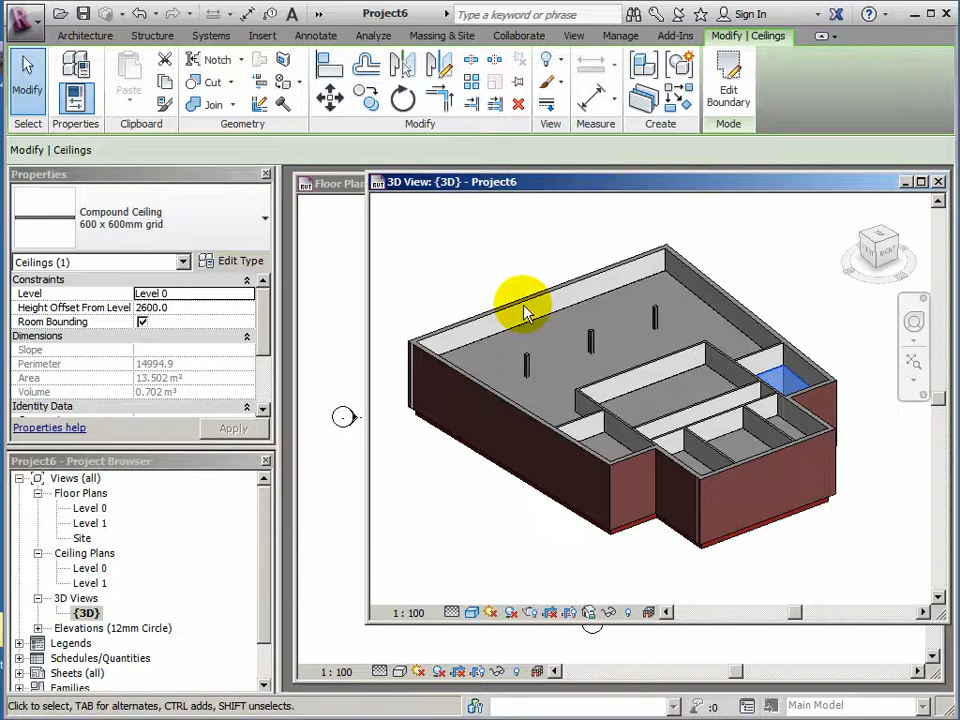 Project6
Type a keyword or phrase
Sign In
Architecture Structure Systems Insert Annotate Analyze Massing & Site Collaborate View Manage Add-Ins Modify | Ceilings
Modify
Paste
Notch
Cut
Join
Edit
Boundary
Select Properties Clipboard Geometry Modify View Measure Create Mode
Modify | Ceilings
Properties
Compound Ceiling
600 x 600mm grid
Ceilings (1)
Edit Type
Constraints
Level Level 0
Height Offset From Level 2600.0
Room Bounding
Dimensions
Slope
Perimeter 14994.9
Area 13.502 m²
Volume 0.702 m³
Identity Data
Properties help
Apply
Project6 - Project Browser
Views (all)
Floor Plans
Level 0
Level 1
Site
Ceiling Plans
Level 0
Level 1
3D Views
{3D}
Elevations (12mm Circle)
Legends
Schedules/Quantities
Sheets (all)
Families
Floor Plan
3D View: {3D} - Project6
1 : 100
1 : 100
Click to select, TAB for alternates, CTRL adds, SHIFT unselects.
:0
Main Model